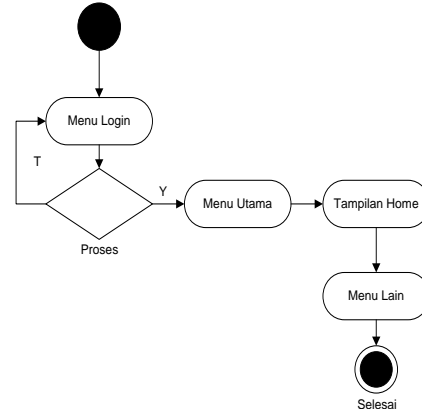 Menu Login
T
Y
Menu Utama
Tampilan Home
Proses
Menu Lain
Selesai